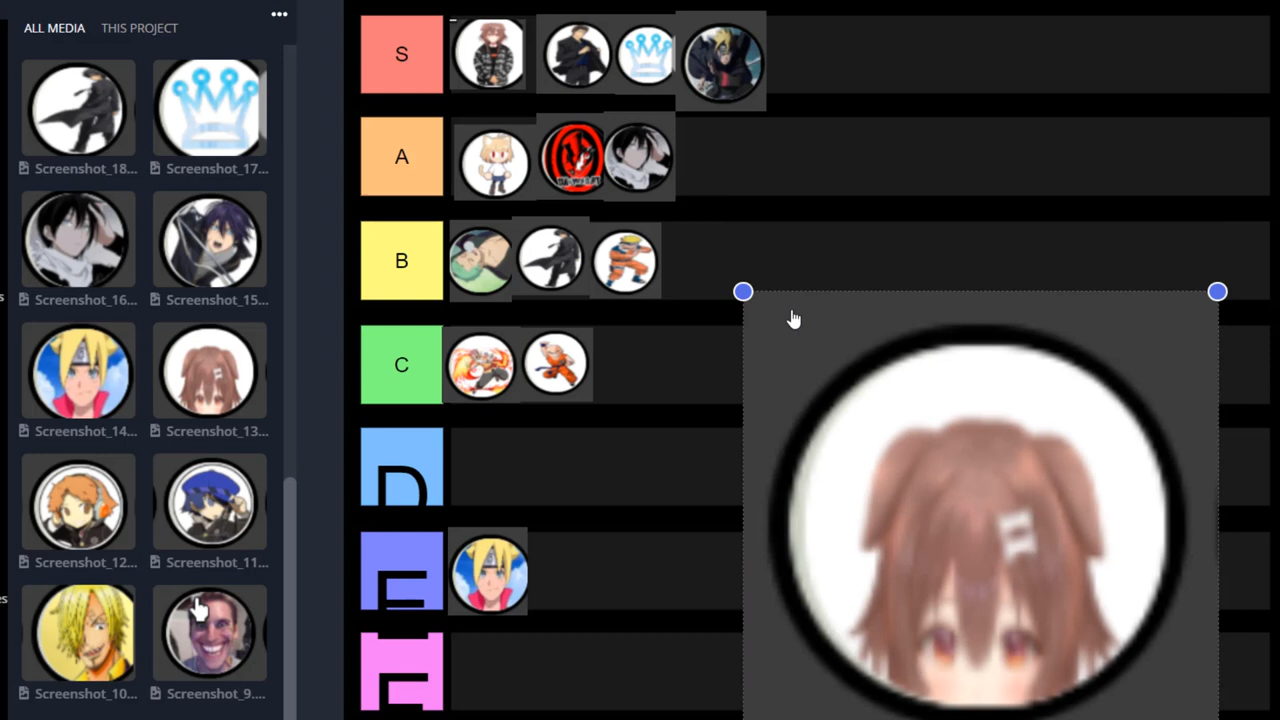 ALL MEDIA THIS PROJECT
Screenshot_18... Screenshot_17...
Screenshot_16... Screenshot_15...
Screenshot_14... Screenshot_13...
Screenshot_12... Screenshot_11...
Screenshot_10... Screenshot_9....
S
A
B
C
D
E